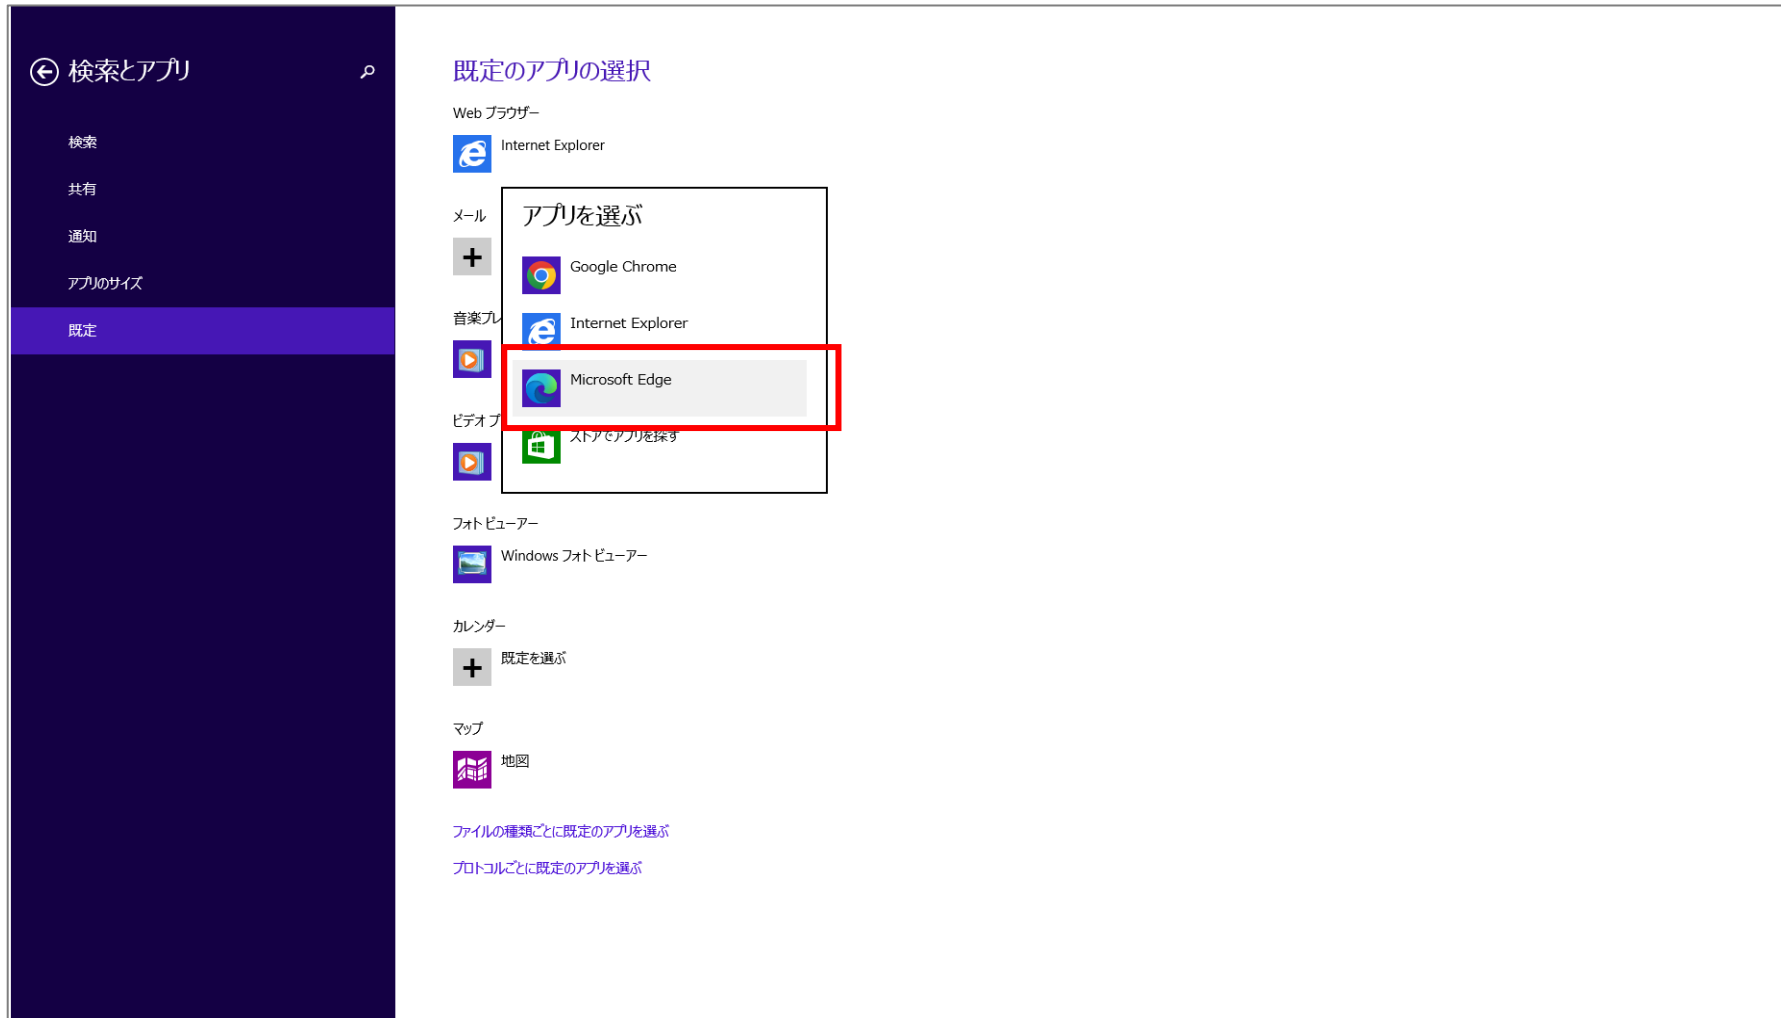 検索とアプリ
検索
共有
通知
アプリのサイズ
既定
既定のアプリの選択
Web ブラウザー
Internet Explorer
メール
アプリを選ぶ
Google Chrome
Internet Explorer
Microsoft Edge
ストアでアプリを探す
音楽プレ
ビデオ プ
フォト ビューアー
Windows フォト ビューアー
カレンダー
既定を選ぶ
マップ
地図
ファイルの種類ごとに既定のアプリを選ぶ
プロトコルごとに既定のアプリを選ぶ